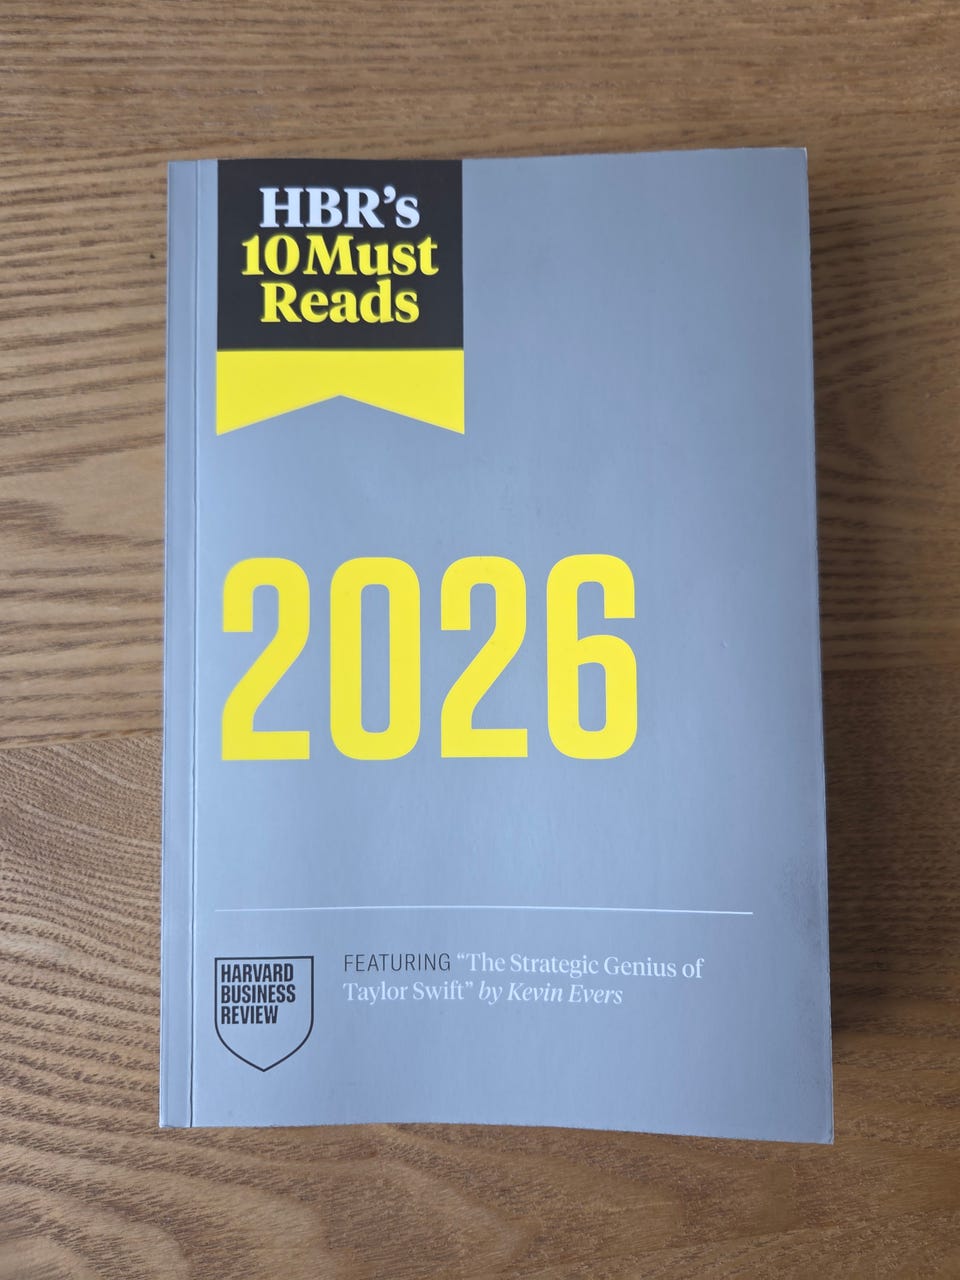 HBR’s
10 Must
Reads
2026
HARVARD
BUSINESS
REVIEW
FEATURING “The Strategic Genius of
Taylor Swift” by Kevin Evers